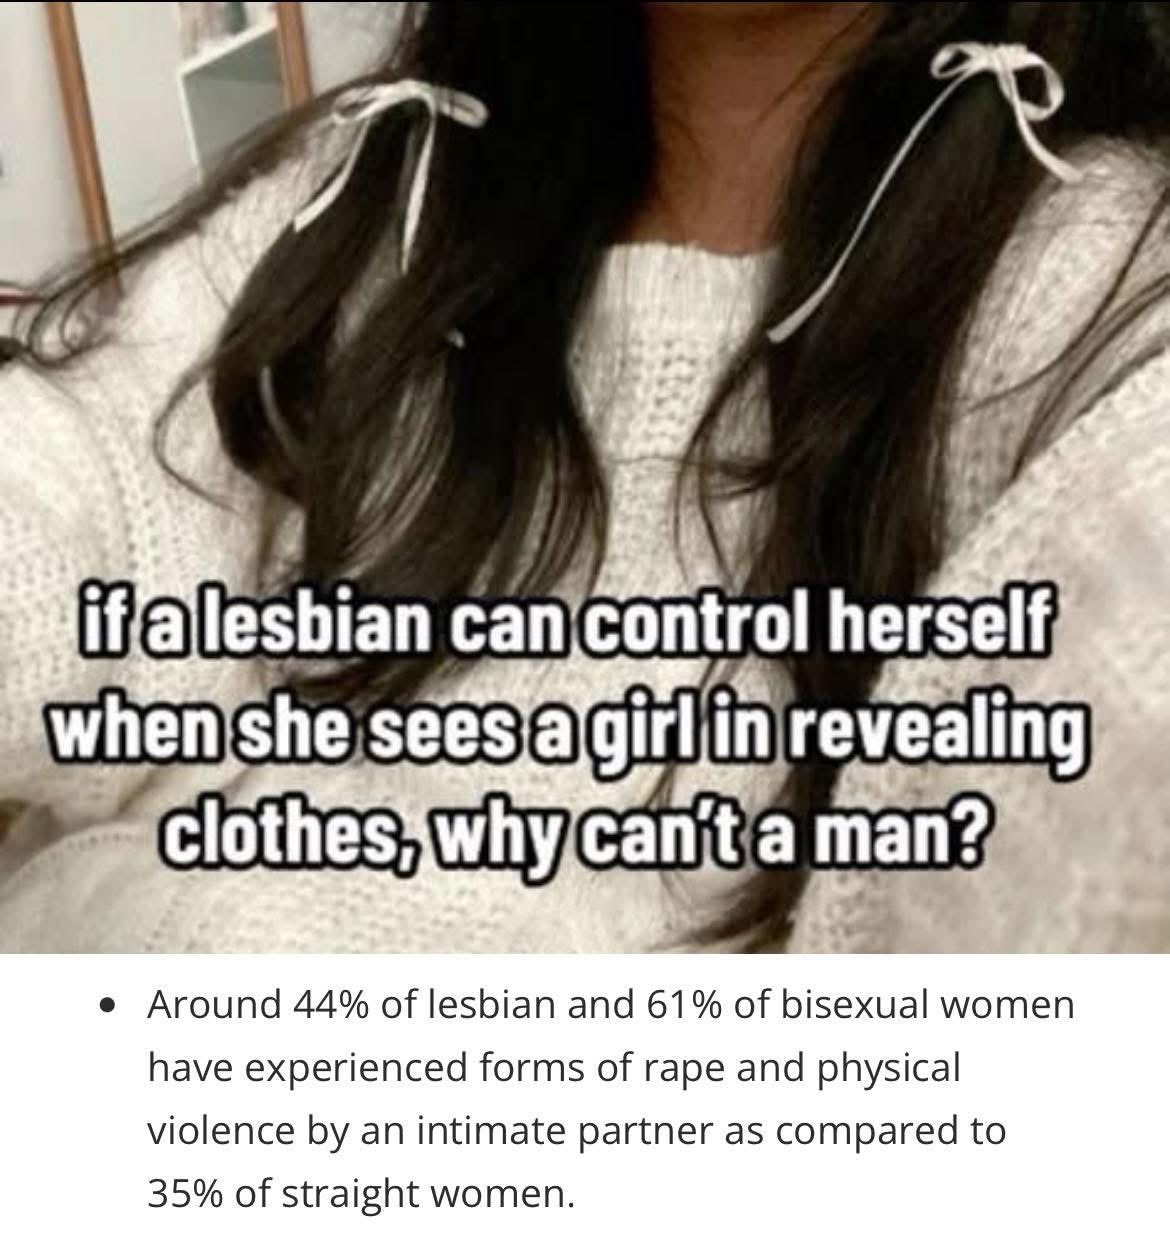 if a lesbian can control herself
when she sees a girl in revealing
clothes, why can't a man?
• Around 44% of lesbian and 61% of bisexual women
have experienced forms of rape and physical
violence by an intimate partner as compared to
35% of straight women.